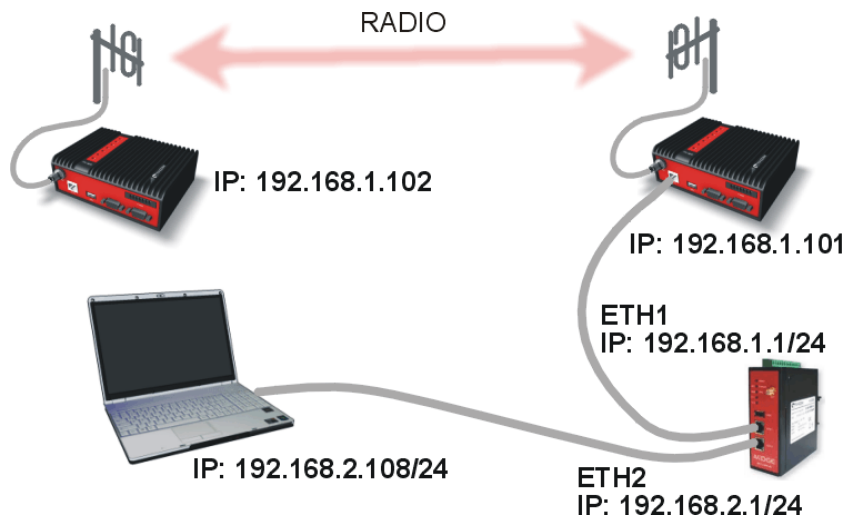 RADIO
IP: 192.168.1.102
IP: 192.168.1.101
ETH1
IP: 192.168.1.1/24
IP: 192.168.2.108/24
ETH2
IP: 192.168.2.1/24